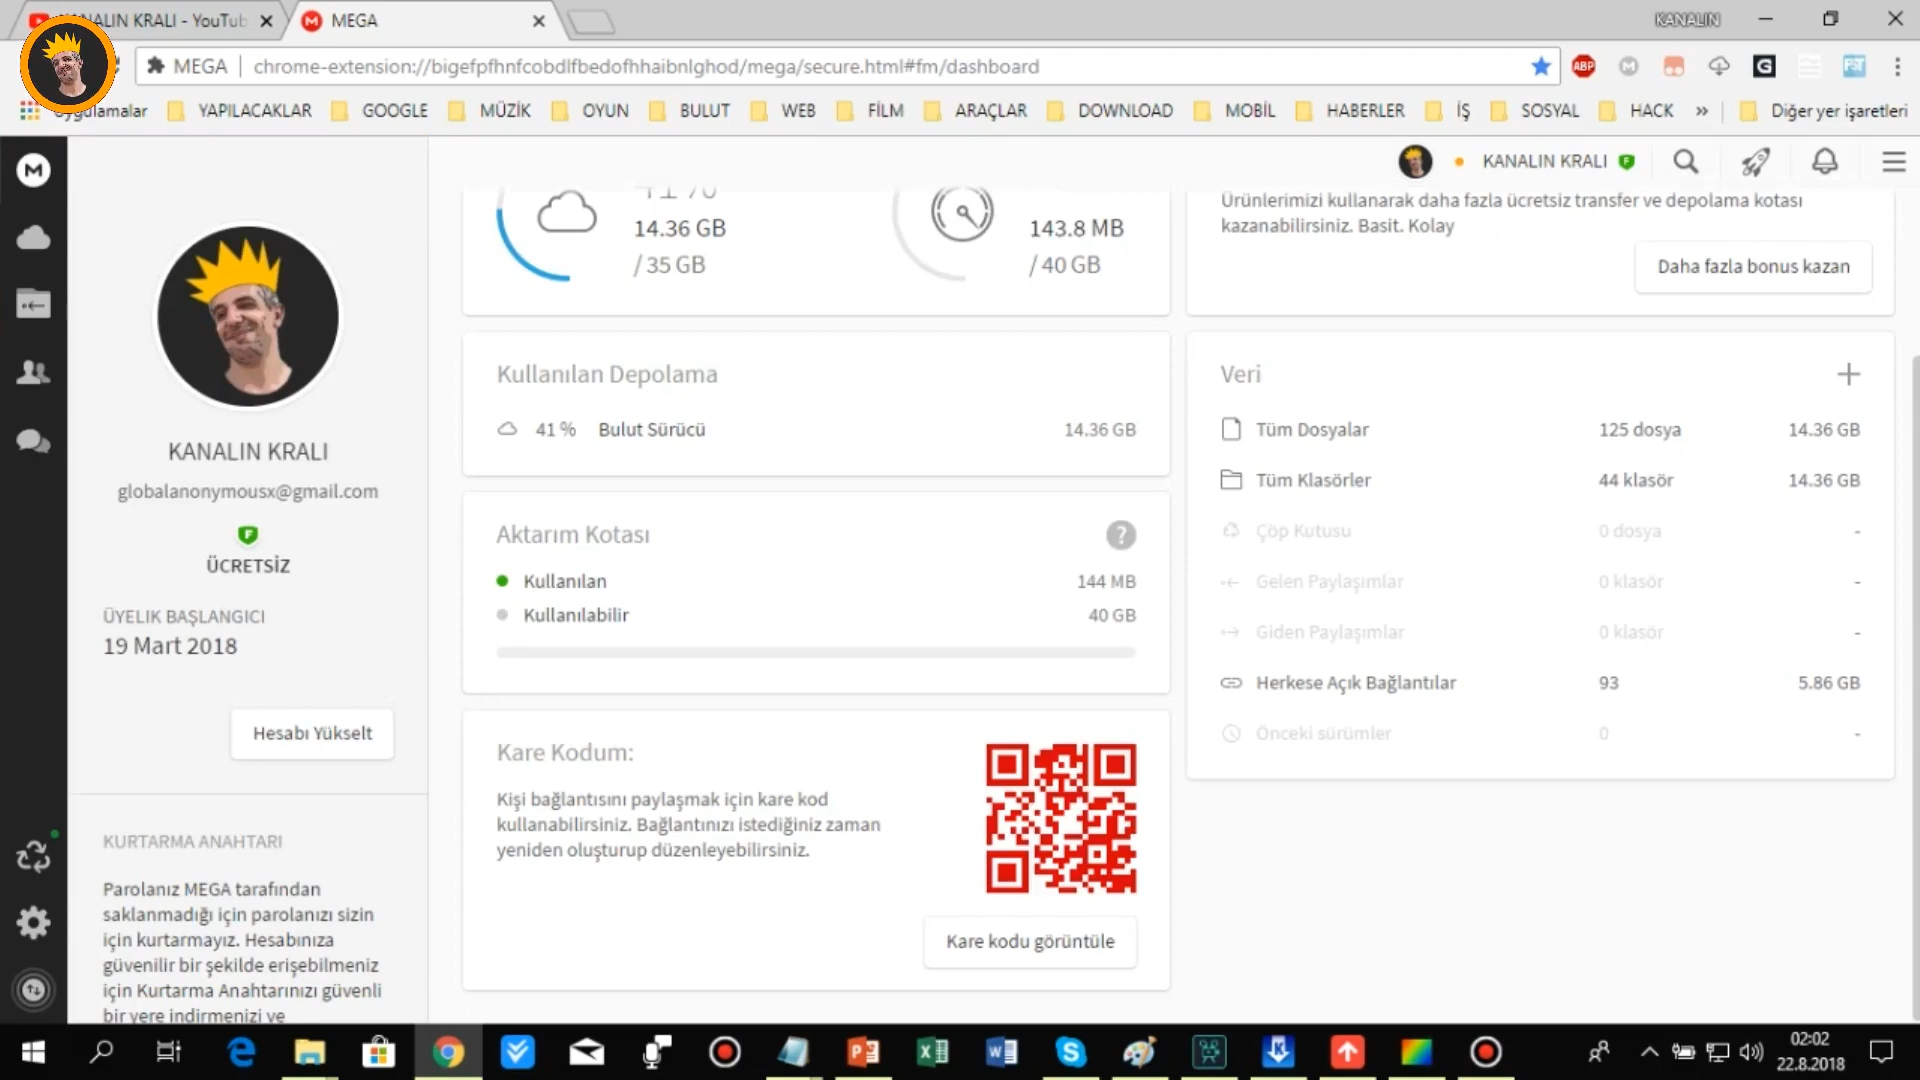 KANALIN KRALI - YouTub
MEGA
KANALIN
MEGA
chrome-extension://bigefpfhnfcobdlfbedofhhaibnlghod/mega/secure.html#fm/dashboard
ABP
YAPILACAKLAR
GOOGLE
MÜZİK
OYUN
BULUT
WEB
FİLM
ARAÇLAR
DOWNLOAD
MOBİL
HABERLER
İŞ
SOSYAL
HACK
»
Diğer yer işaretleri
KANALIN KRALI
14.36 GB
/ 35 GB
143.8 MB
/ 40 GB
Ürünlerimizi kullanarak daha fazla ücretsiz transfer ve depolama kotası
kazanabilirsiniz. Basit. Kolay
Daha fazla bonus kazan
KANALIN KRALI
globalanonymousx@gmail.com
ÜCRETSİZ
ÜYELIK BAŞLANGICI
19 Mart 2018
Hesabı Yükselt
KURTARMA ANAHTARI
Parolanız MEGA tarafından
saklanmadığı için parolanızı sizin
için kurtarmayız. Hesabınıza
güvenilir bir şekilde erişebilmeniz
için Kurtarma Anahtarınızı güvenli
bir yere indirmenizi ve
Kullanılan Depolama
41 % Bulut Sürücü 14.36 GB
Aktarım Kotası
Kullanılan 144 MB
Kullanılabilir 40 GB
Kare Kodum:
Kişi bağlantısını paylaşmak için kare kod
kullanabilirsiniz. Bağlantınızı istediğiniz zaman
yeniden oluşturup düzenleyebilirsiniz.
Kare kodu görüntüle
Veri
Tüm Dosyalar 125 dosya 14.36 GB
Tüm Klasörler 44 klasör 14.36 GB
Çöp Kutusu 0 dosya -
Gelen Paylaşımlar 0 klasör -
Giden Paylaşımlar 0 klasör -
Herkese Açık Bağlantılar 93 5.86 GB
Önceki sürümler 0 -
02:02
22.8.2018